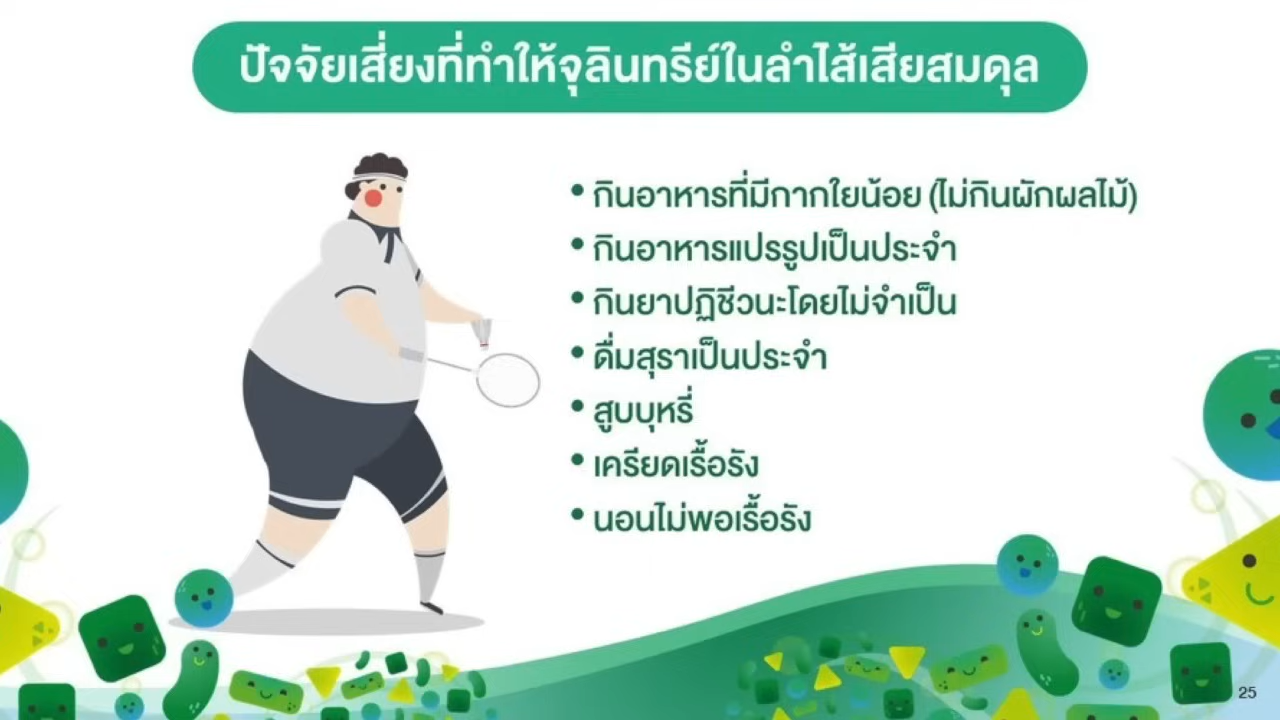 ปัจจัยเสี่ยงที่ทำให้จุลินทรีย์ในลำไส้เสียสมดุล
• กินอาหารที่มีกากใยน้อย (ไม่กินผักผลไม้)
• กินอาหารแปรรูปเป็นประจำ
• กินยาปฏิชีวนะโดยไม่จำเป็น
• ดื่มสุราเป็นประจำ
• สูบบุหรี่
• เครียดเรื้อรัง
• นอนไม่พอเรื้อรัง
25